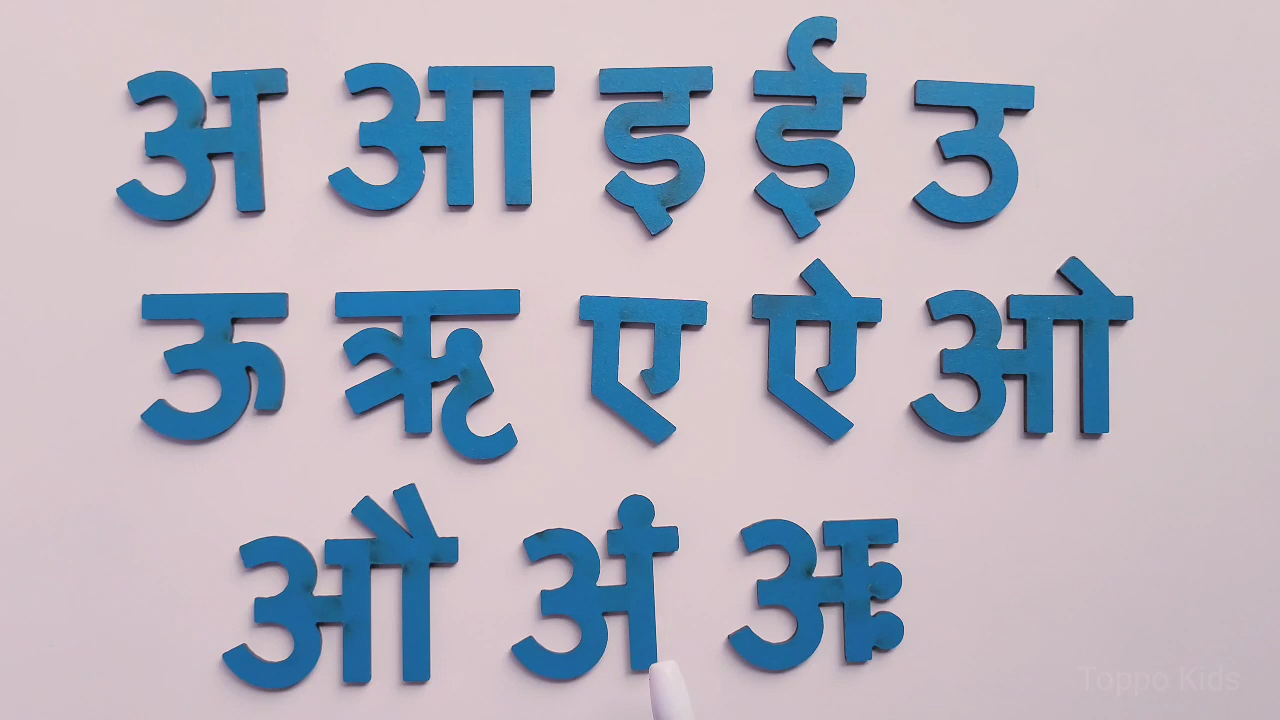 अ आ इ ई उ
ऊ ऋ ए ऐ ओ
औ अं अः
Toppo Kids